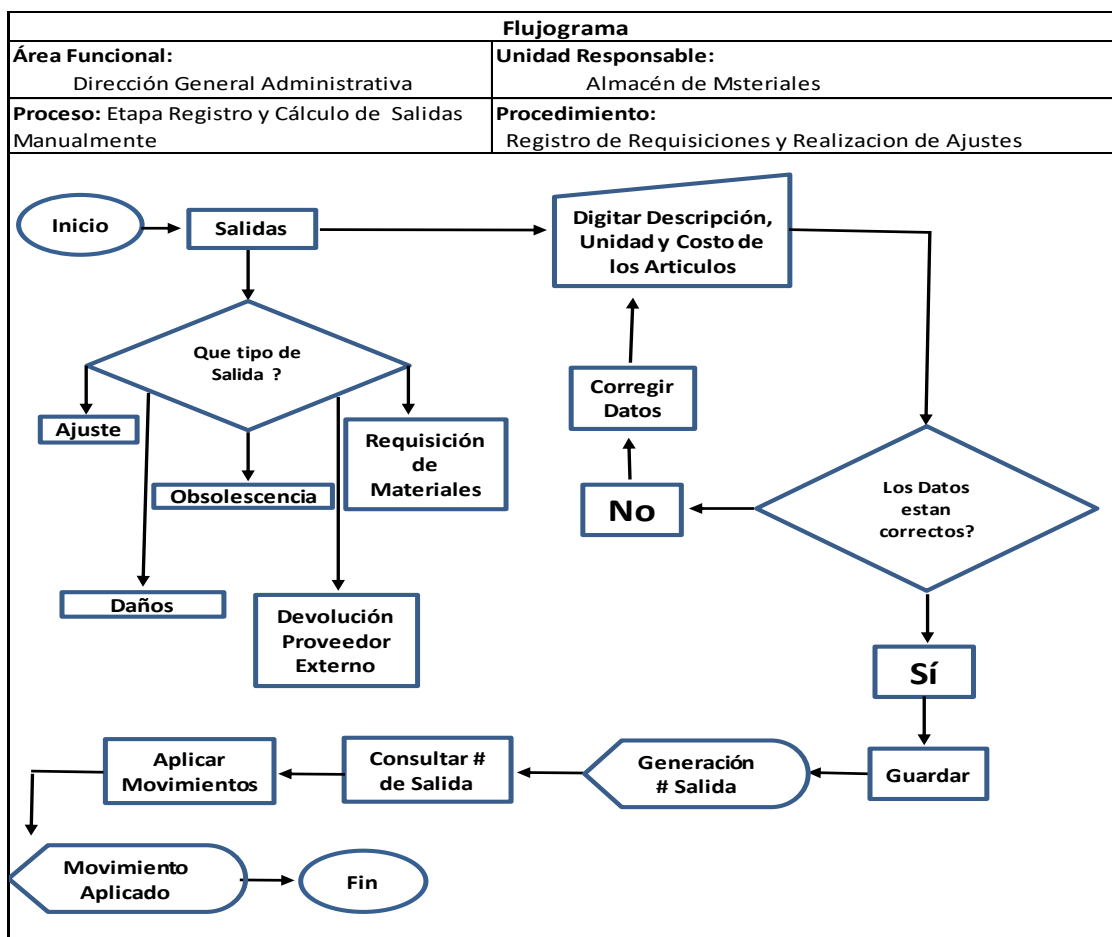 Flujograma
Área Funcional:
Dirección General Administrativa
Unidad Responsable:
Almacén de Msteriales
Proceso: Etapa Registro y Cálculo de Salidas
Manualmente
Procedimiento:
Registro de Requisiciones y Realizacion de Ajustes
Inicio
Salidas
Digitar Descripción,
Unidad y Costo de
los Articulos
Que tipo de
Salida ?
Corregir
Datos
Ajuste
Requisición
de
Materiales
Obsolescencia
No
Los Datos
estan
correctos?
Daños
Devolución
Proveedor
Externo
Sí
Aplicar
Movimientos
Consultar #
de Salida
Generación
# Salida
Guardar
Movimiento
Aplicado
Fin